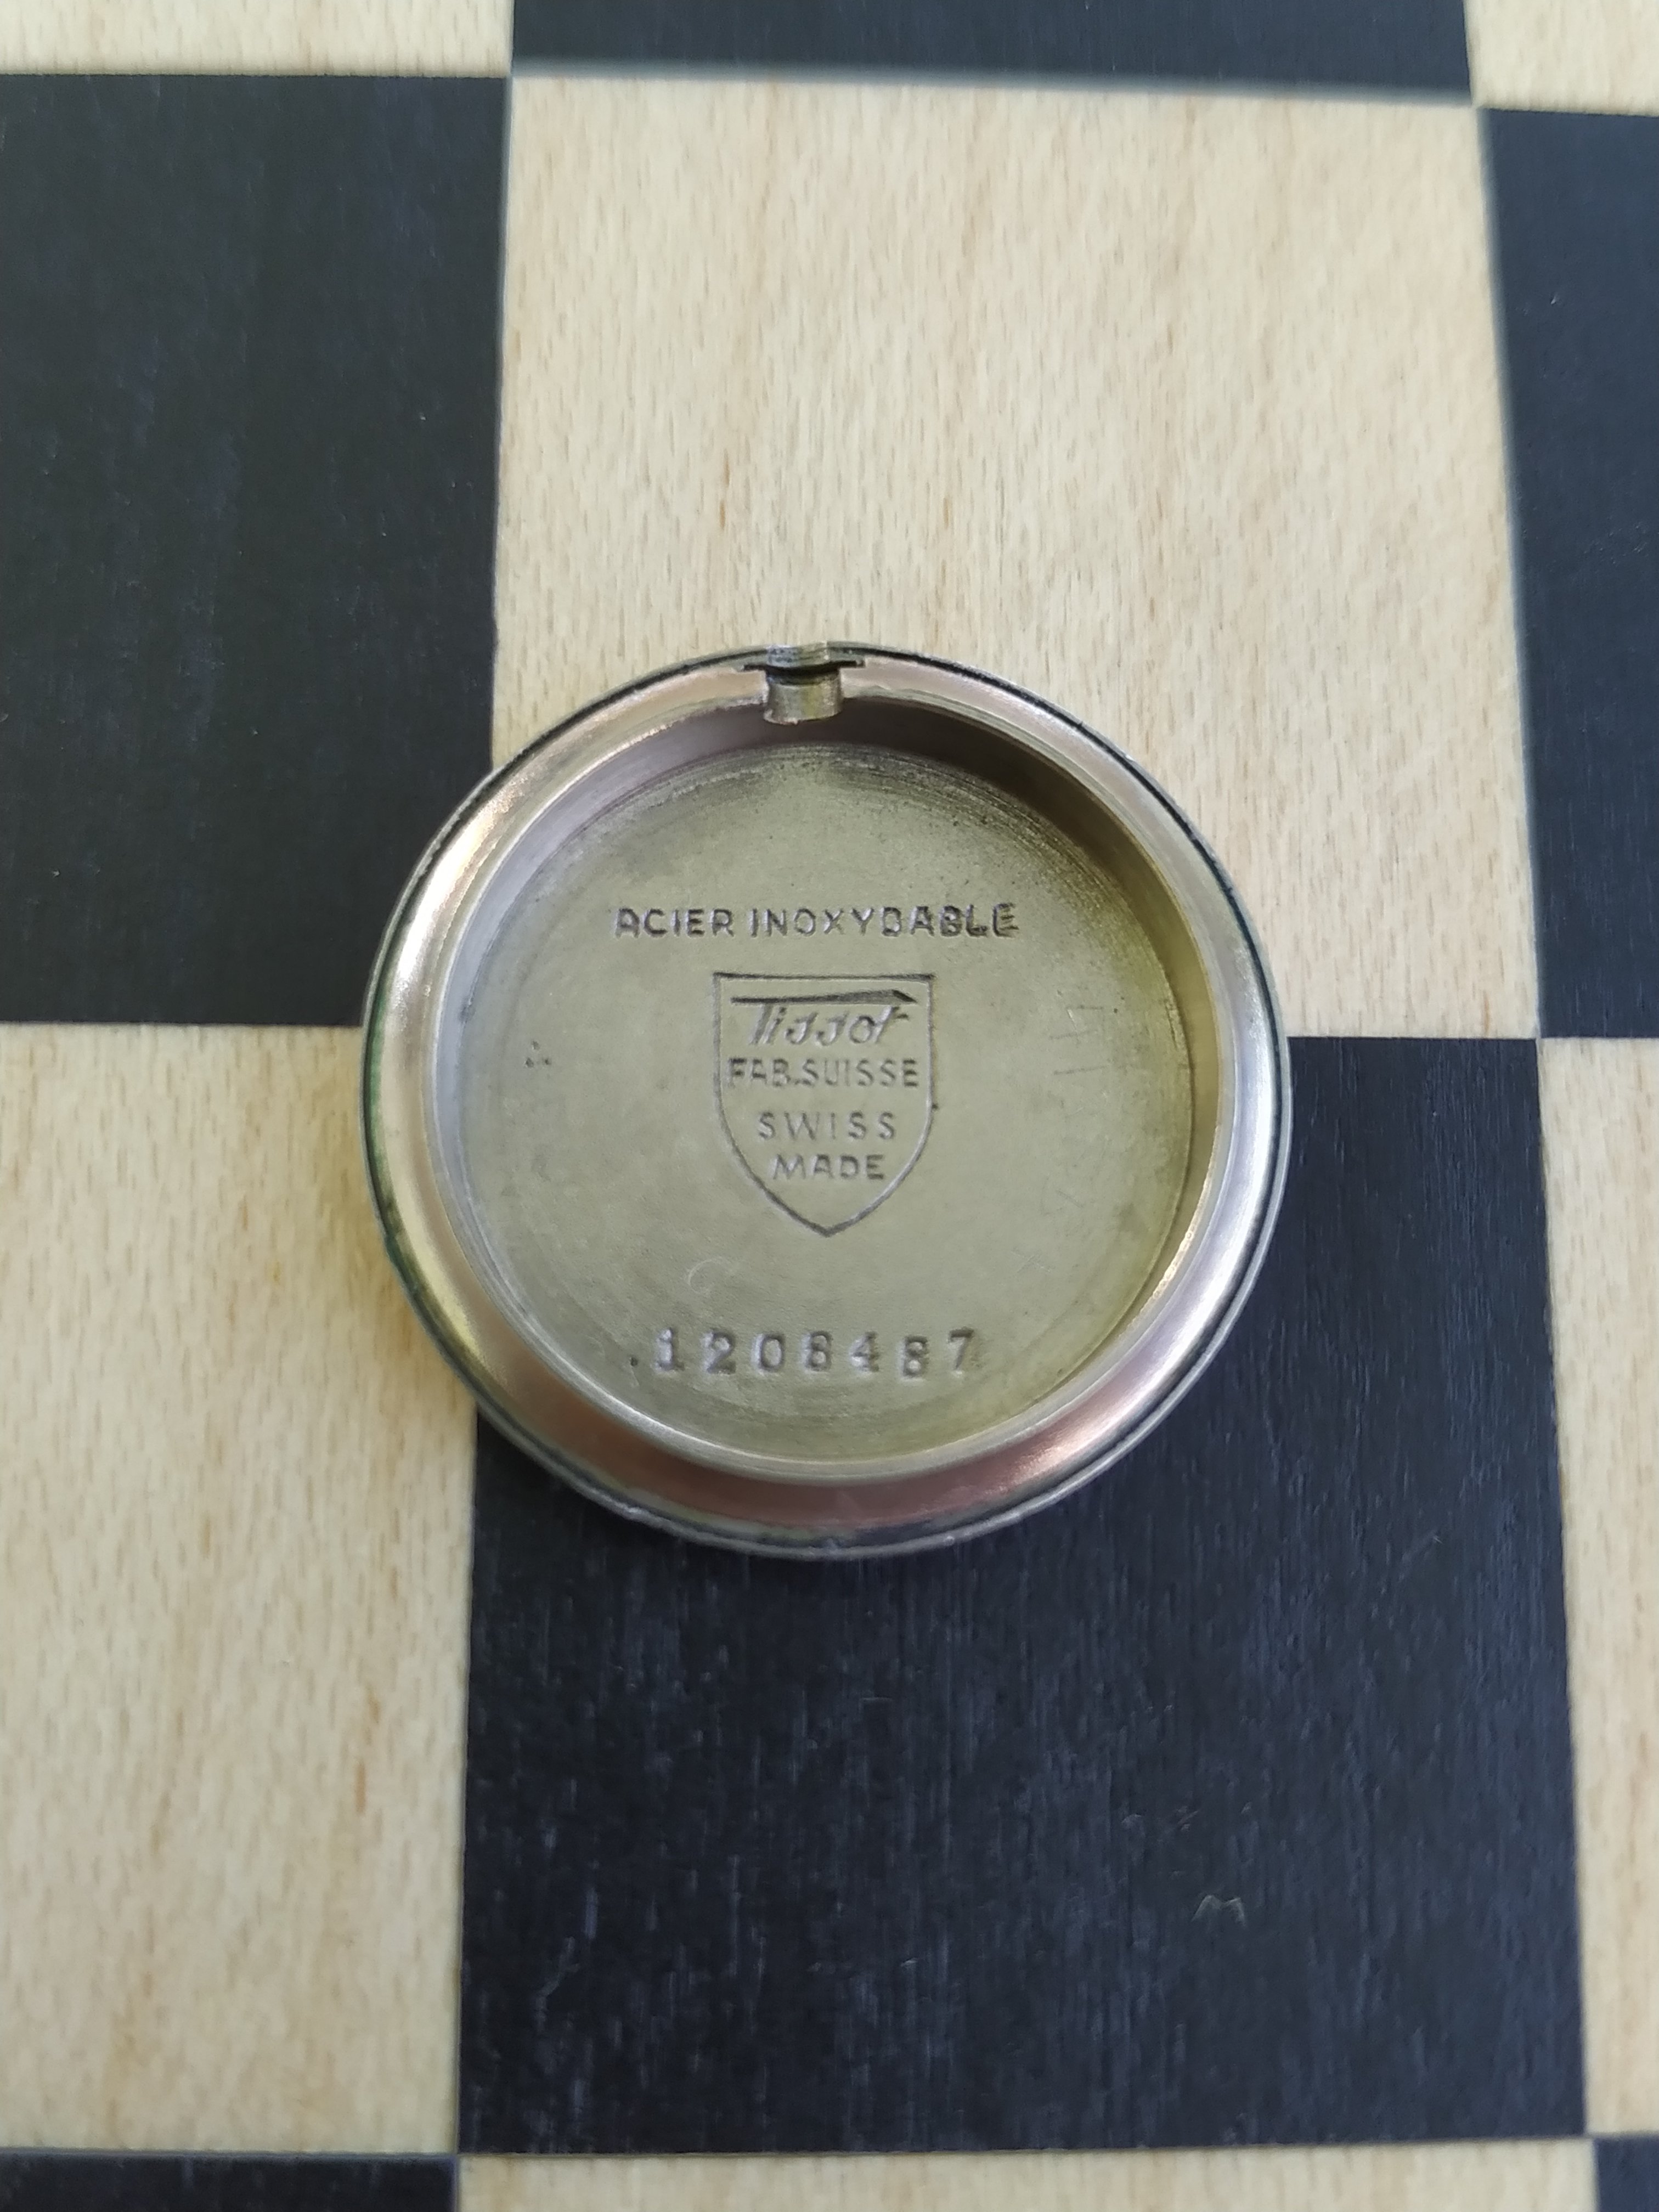 ACIER INOXYDABLE
Tissot
FAB.SUISSE
SWISS
MADE
1208487